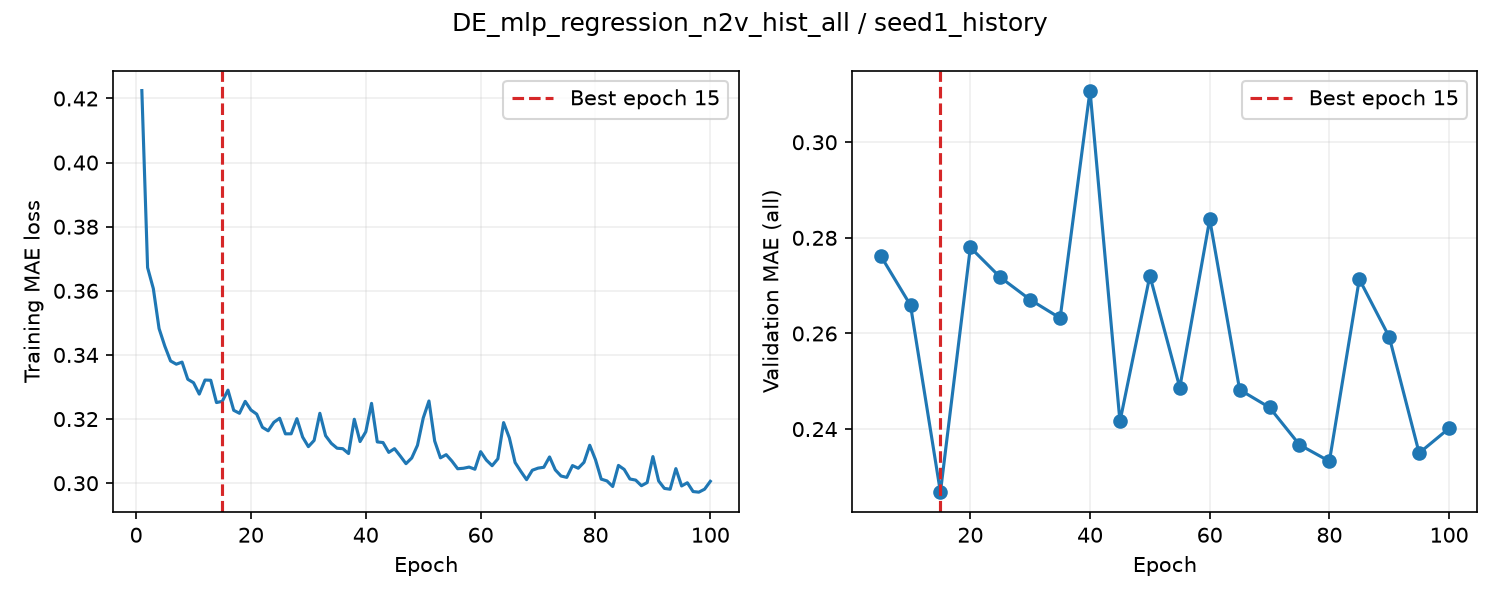 DE_mlp_regression_n2v_hist_all / seed1_history
Training MAE loss
0.42
0.40
0.38
0.36
0.34
0.32
0.30
0 20 40 60 80 100
Epoch
Best epoch 15
Validation MAE (all)
0.30
0.28
0.26
0.24
20 40 60 80 100
Epoch
Best epoch 15